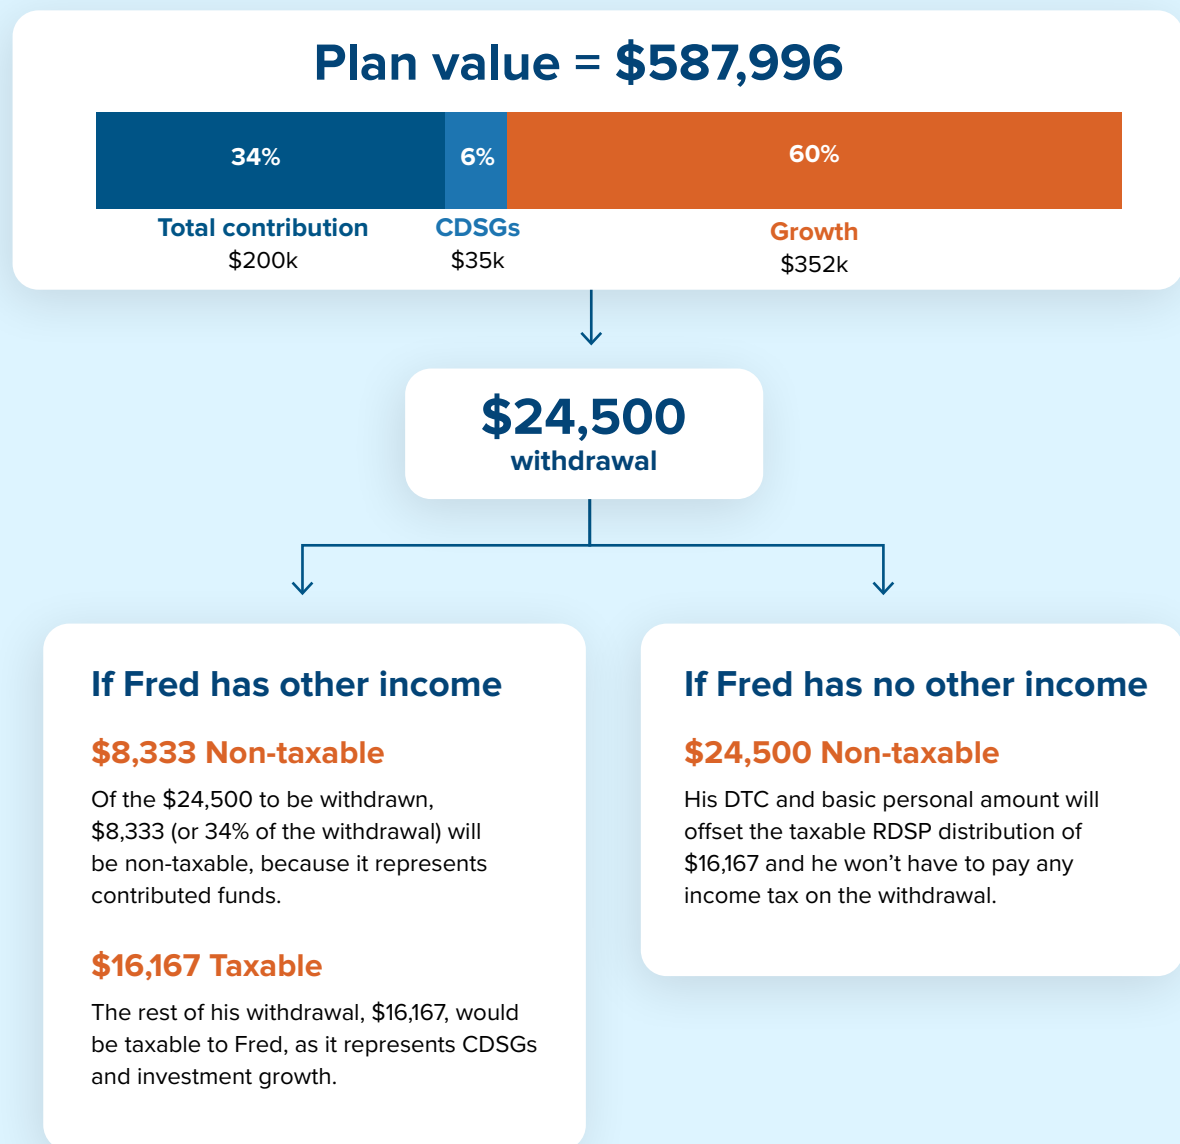 Plan value = $587,996
34%
6%
60%
Total contribution
$200k
CDSGs
$35k
Growth
$352k
$24,500
withdrawal
If Fred has other income
$8,333 Non-taxable
Of the $24,500 to be withdrawn,
$8,333 (or 34% of the withdrawal) will
be non-taxable, because it represents
contributed funds.
$16,167 Taxable
The rest of his withdrawal, $16,167, would
be taxable to Fred, as it represents CDSGs
and investment growth.
If Fred has no other income
$24,500 Non-taxable
His DTC and basic personal amount will
offset the taxable RDSP distribution of
$16,167 and he won’t have to pay any
income tax on the withdrawal.